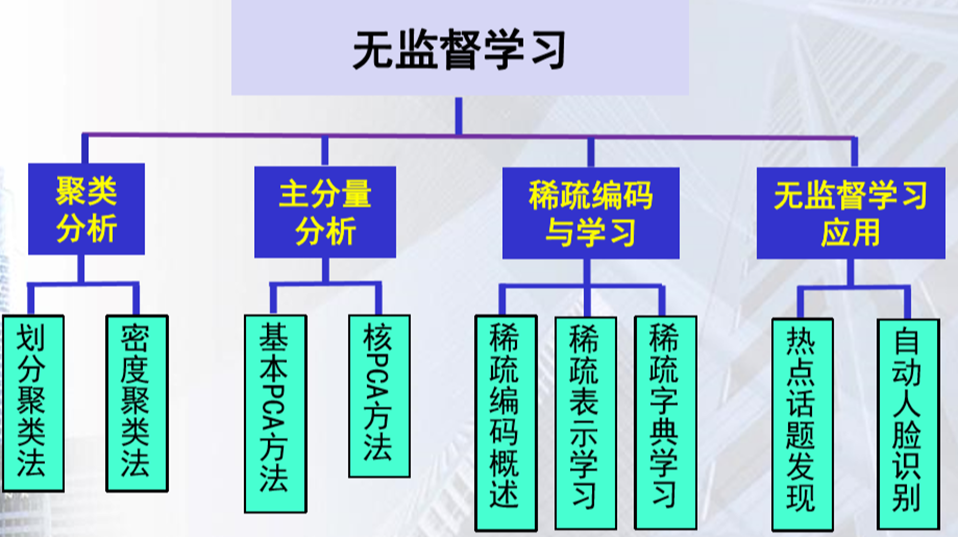 无监督学习
聚类
分析
主分量
分析
稀疏编码
与学习
无监督学习
应用
划分聚类法
密度聚类法
基本PCA方法
核PCA方法
稀疏编码概述
稀疏表示学习
稀疏字典学习
热点话题发现
自动人脸识别